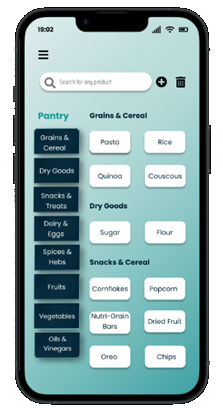 19:02
Search for any product
Pantry
Grains &
Cereal
Dry Goods
Snacks &
Treats
Dairy &
Eggs
Spices &
Hebs
Fruits
Vegetables
Oils &
Vinegars
Grains & Cereal
Pasta
Rice
Quinoa
Couscous
Dry Goods
Sugar
Flour
Snacks & Cereal
Cornflakes
Popcorn
Nutri-Grain
Bars
Dried Fruit
Oreo
Chips